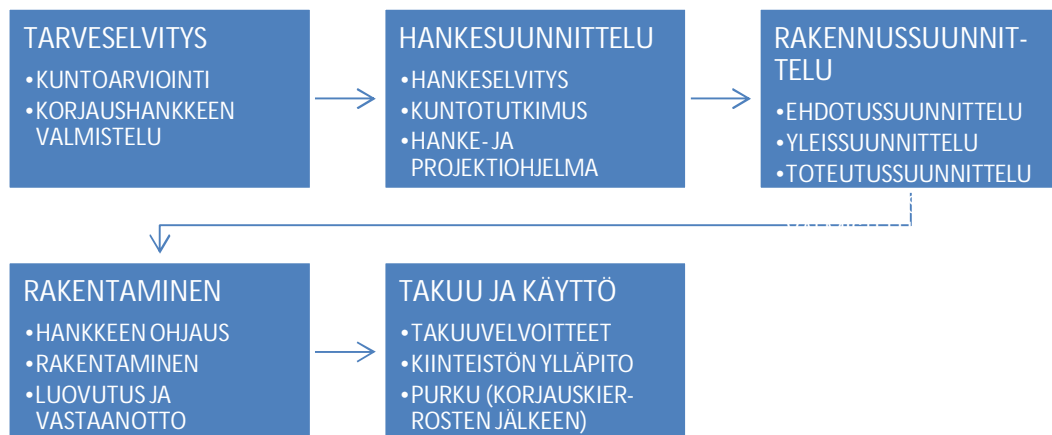 TARVESELVITYS
•KUNTOARVIOINTI
•KORJAUSHANKKEEN
VALMISTELU
HANKESUUNNITTELU
•HANKESELVITYS
•KUNTOTUTKIMUS
•HANKE- JA
PROJEKTIOHJELMA
RAKENNUSSUUNNIT-
TELU
•EHDOTUSSUUNNITTELU
•YLEISSUUNNITTELU
•TOTEUTUSSUUNNITTELU
RAKENTAMINEN
•HANKKEEN OHJAUS
•RAKENTAMINEN
•LUOVUTUS JA
VASTAANOTTO
TAKUU JA KÄYTTÖ
•TAKUUVELVOITTEET
•KIINTEISTÖN YLLÄPITO
•PURKU (KORJAUSKIER-
ROSTEN JÄLKEEN)